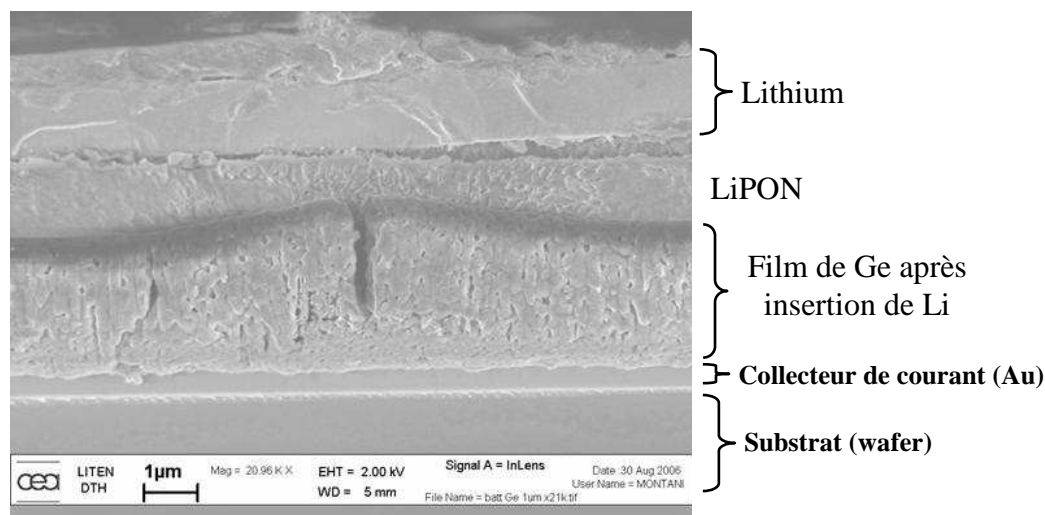 Lithium
LiPON
Film de Ge après
insertion de Li
Collecteur de courant (Au)
Substrat (wafer)
cea
LITEN
DTH
1µm
Mag = 20.96 K X
EHT = 2.00 kV
WD = 5 mm
Signal A = InLens
File Name = batt Ge 1um x21k.tif
Date :30 Aug 2006
User Name = MONTANI